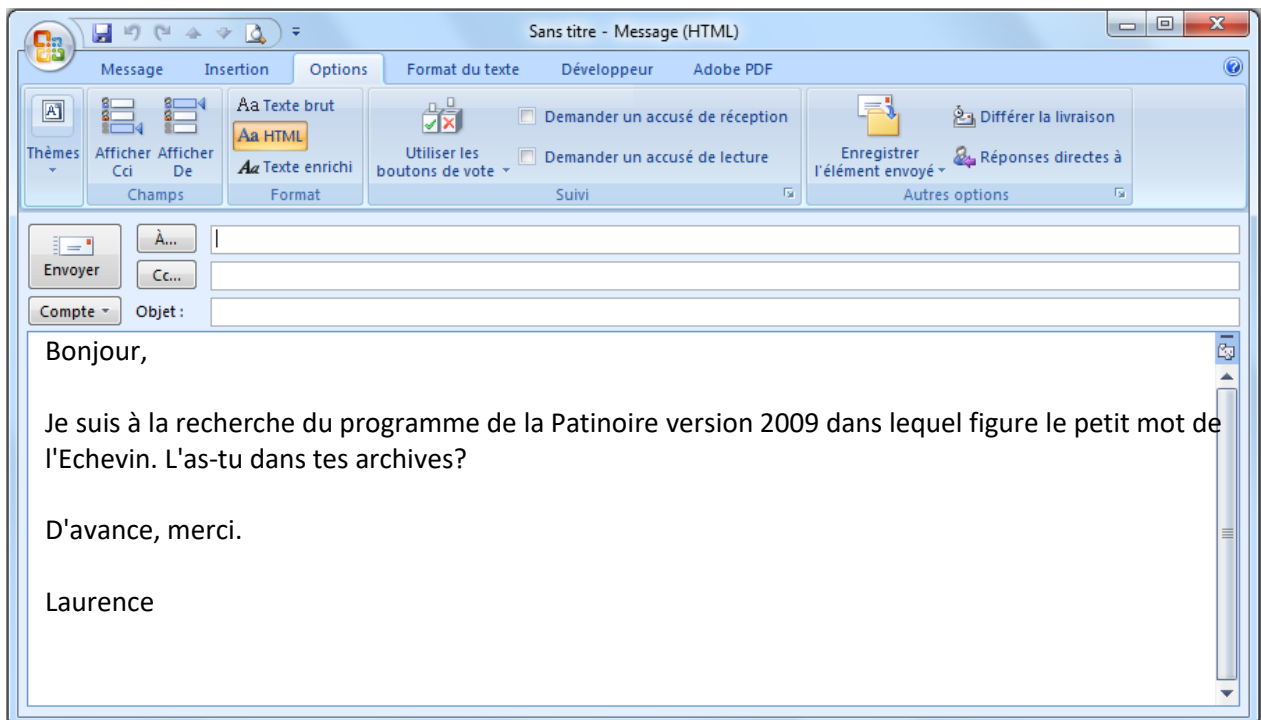 Sans titre - Message (HTML)
Message Insertion Options Format du texte Développeur Adobe PDF
Aa Texte brut
Aa HTML
Aa Texte enrichi
Thèmes
Afficher Cci
Afficher De
Utiliser les boutons de vote
Demander un accusé de réception
Demander un accusé de lecture
Enregistrer l'élément envoyé
Différer la livraison
Réponses directes à
Champs Format Suivi Autres options
Envoyer
À...
Cc...
Compte Objet :
Bonjour,
Je suis à la recherche du programme de la Patinoire version 2009 dans lequel figure le petit mot de
l'Echevin. L'as-tu dans tes archives?
D'avance, merci.
Laurence